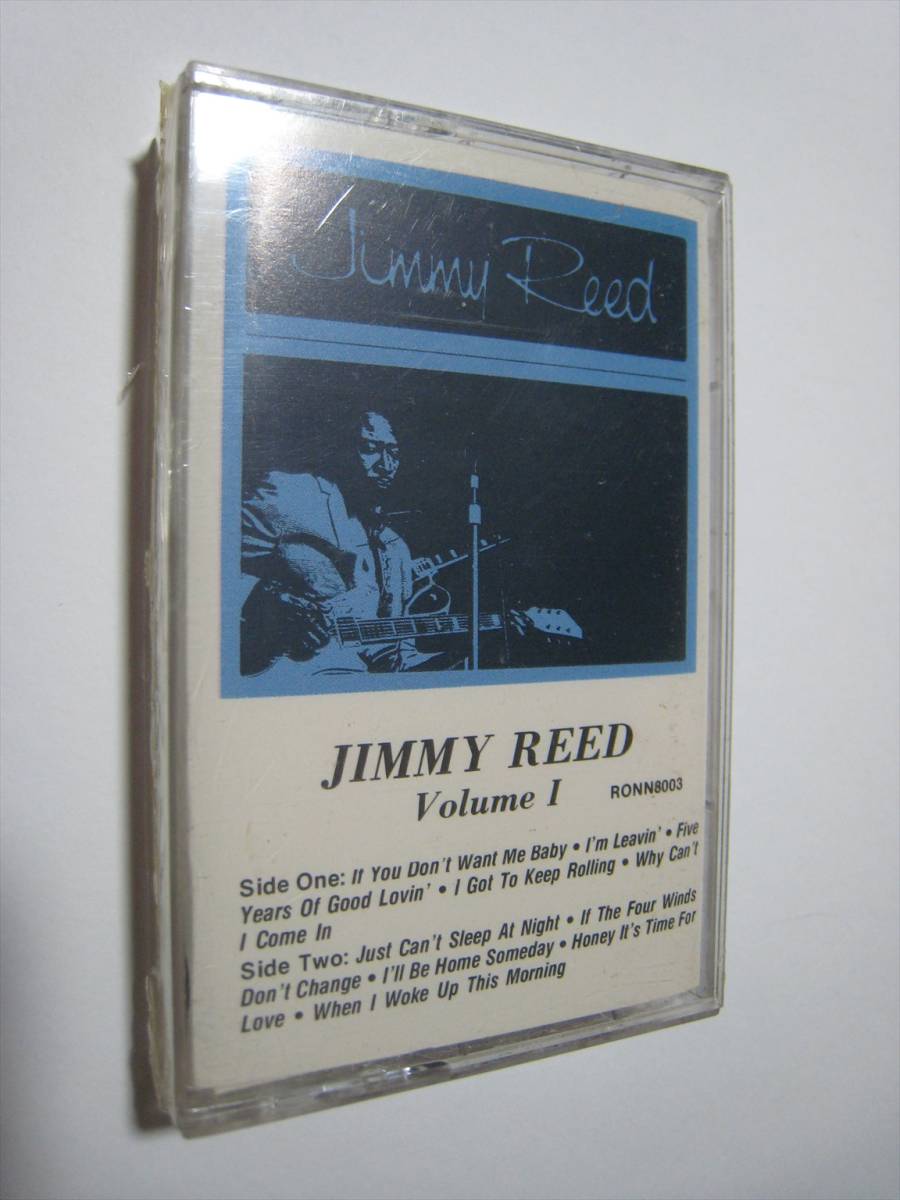 Jimmy Reed
JIMMY REED
Volume I RONN8003
Side One: If You Don't Want Me Baby • I'm Leavin' • Five
Years Of Good Lovin' • I Got To Keep Rolling • Why Can't
I Come In
Side Two: Just Can't Sleep At Night • If The Four Winds
Don't Change • I'll Be Home Someday • Honey It's Time For
Love • When I Woke Up This Morning